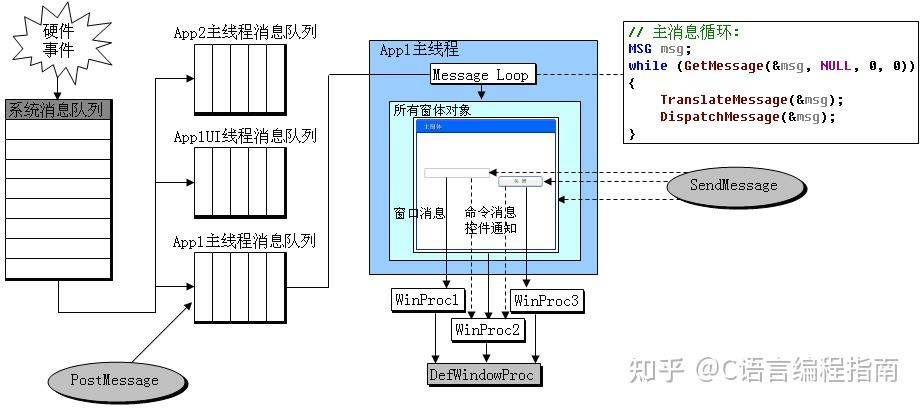 硬件
事件
系统消息队列
App2主线程消息队列
App1UI线程消息队列
App1主线程消息队列
PostMessage
App1主线程
Message Loop
所有窗体对象
主窗体
窗口消息
命令消息
控件通知
WinProc1
WinProc2
WinProc3
DefWindowProc
// 主消息循环:
MSG msg;
while (GetMessage(&msg, NULL, 0, 0))
{
TranslateMessage(&msg);
DispatchMessage(&msg);
}
SendMessage
知乎 @C语言编程指南